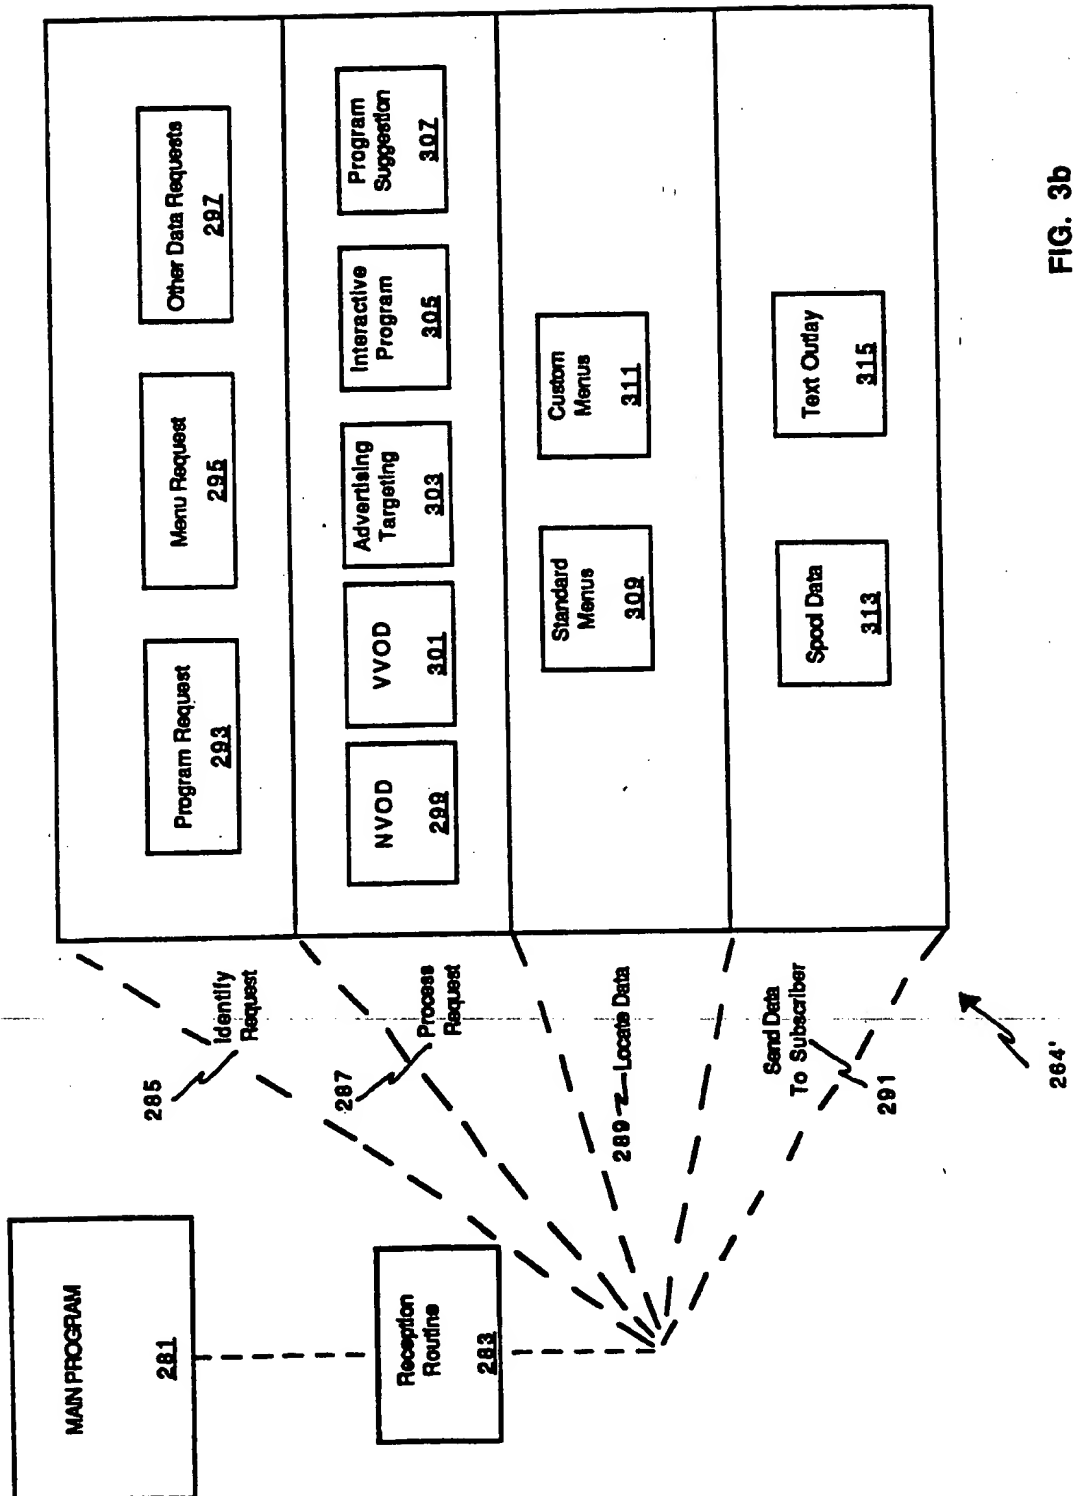 MAIN PROGRAM
281
Reception
Routine
283
285
Identify
Request
287
Process
Request
289
Locate Data
Send Data
To Subscriber
291
264'
Program Request
293
Menu Request
295
Other Data Requests
297
NVOD
299
VVOD
301
Advertising
Targeting
303
Interactive
Program
305
Program
Suggestion
307
Standard
Menus
309
Custom
Menus
311
Spool Data
313
Text Outlay
315
FIG. 3b